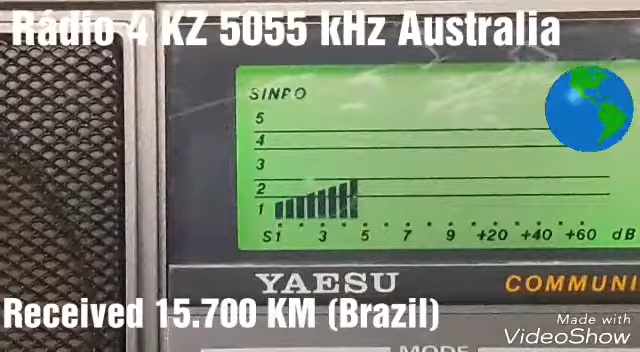 Rádio 4 KZ 5055 kHz Australia
SINPO
5
4
3
2
1
S1 3 5 7 9 +20 +40 +60 dB
YAESU COMMUNI
Received 15.700 KM (Brazil)
Made with
VideoShow
MODE